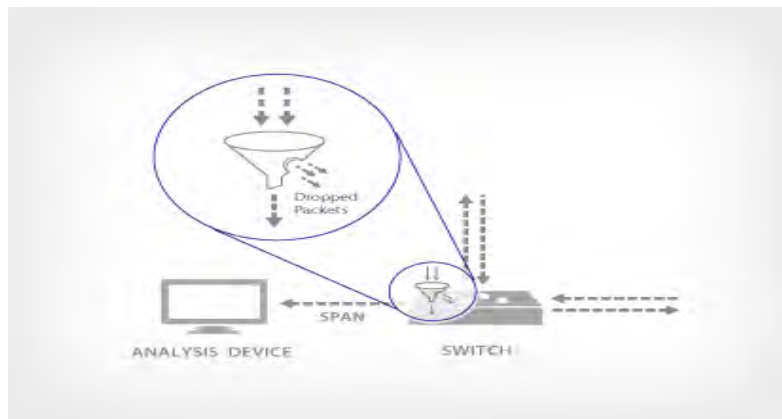 Dropped
Packets
SPAN
ANALYSIS DEVICE
SWITCH